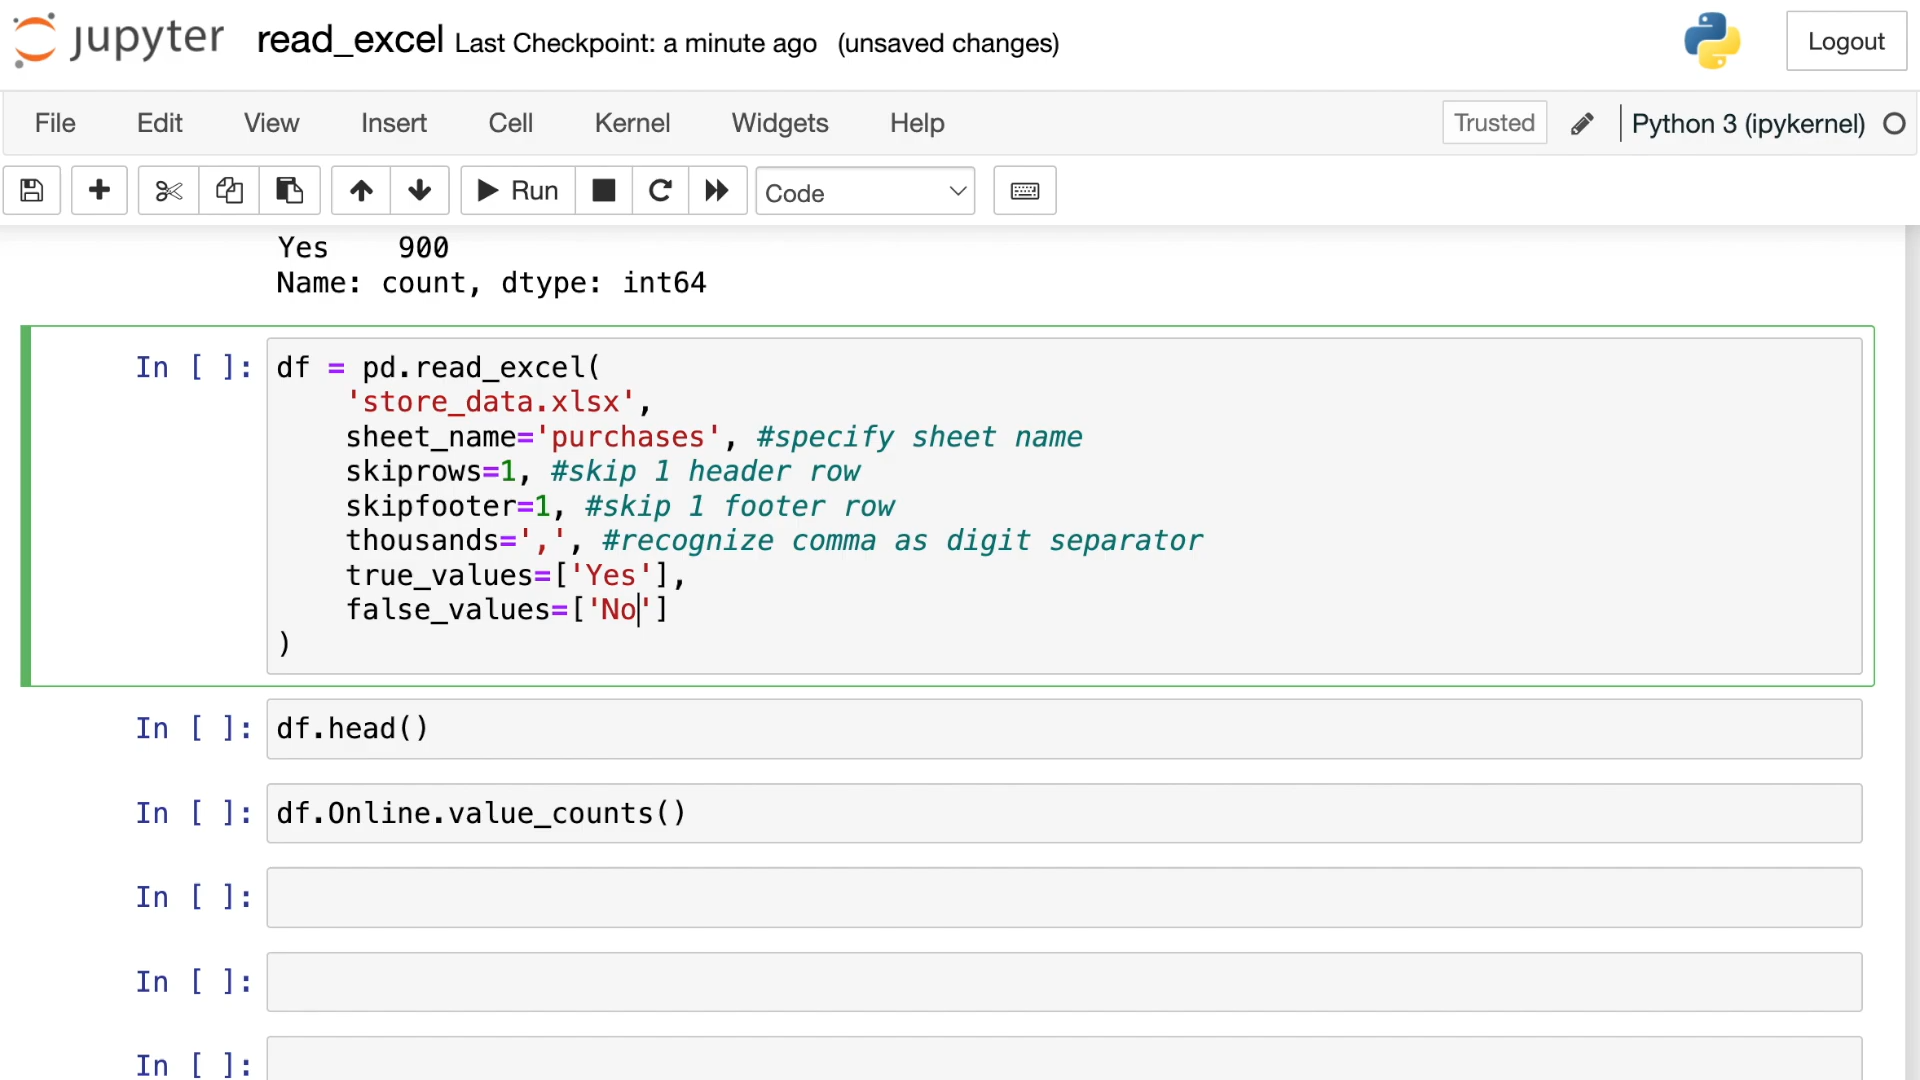 jupyter read_excel Last Checkpoint: a minute ago (unsaved changes) Logout
File Edit View Insert Cell Kernel Widgets Help Trusted Python 3 (ipykernel)
Run Code
Yes    900
Name: count, dtype: int64
In [ ]: df = pd.read_excel(
    'store_data.xlsx',
    sheet_name='purchases', #specify sheet name
    skiprows=1, #skip 1 header row
    skipfooter=1, #skip 1 footer row
    thousands=',', #recognize comma as digit separator
    true_values=['Yes'],
    false_values=['No']
)
In [ ]: df.head()
In [ ]: df.Online.value_counts()
In [ ]:
In [ ]:
In [ ]: